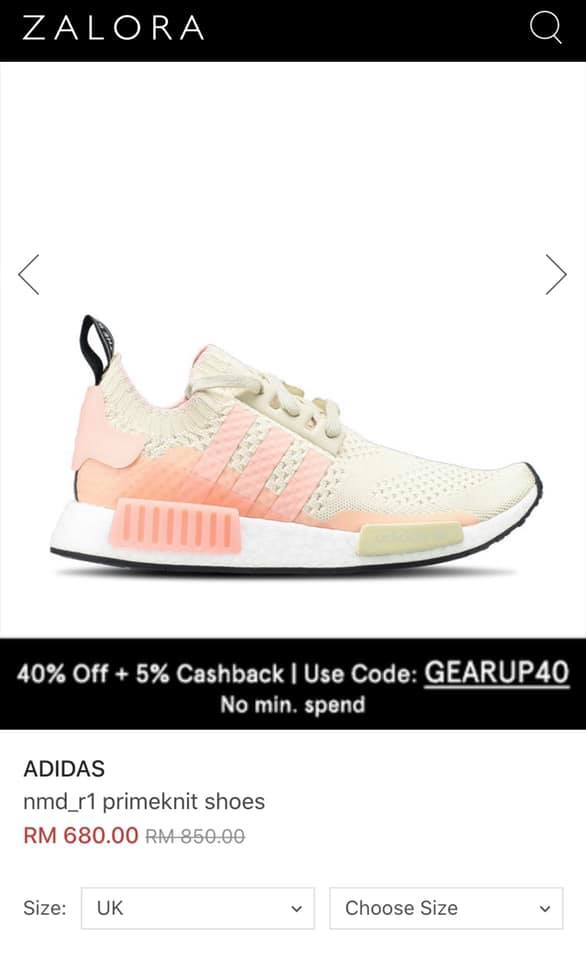 ZALORA
40% Off + 5% Cashback | Use Code: GEARUP40
No min. spend
ADIDAS
nmd_r1 primeknit shoes
RM 680.00 RM 850.00
Size: UK Choose Size